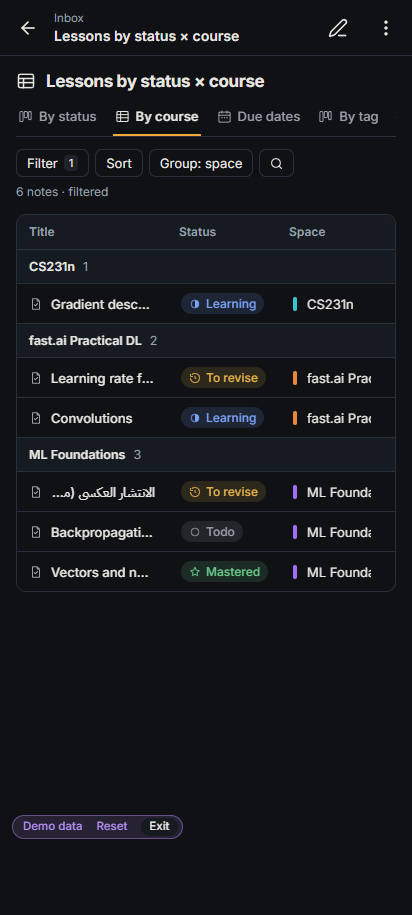 Inbox
Lessons by status × course
Lessons by status × course
By status By course Due dates By tag
Filter 1 Sort Group: space
6 notes · filtered
Title Status Space
CS231n 1
Gradient desc... Learning CS231n
fast.ai Practical DL 2
Learning rate f... To revise fast.ai Prac
Convolutions Learning fast.ai Prac
ML Foundations 3
الانتشار العكسي (م... To revise ML Founda
Backpropagati... Todo ML Founda
Vectors and n... Mastered ML Founda
Demo data Reset Exit